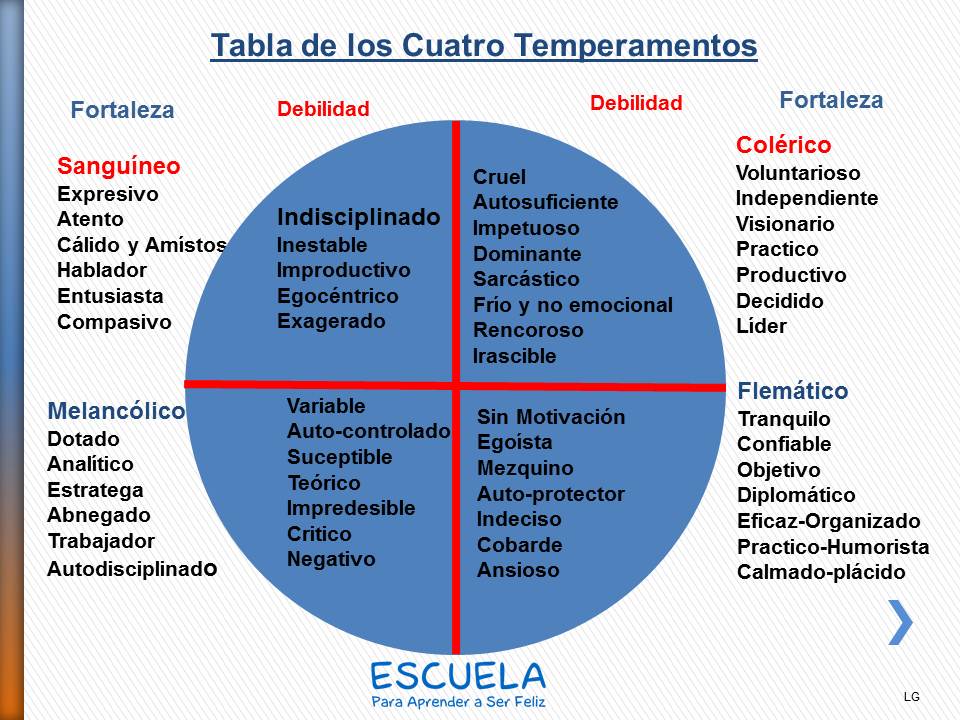 Tabla de los Cuatro Temperamentos
Fortaleza
Debilidad
Debilidad
Fortaleza
Sanguíneo
Expresivo
Atento
Cálido y Amístos
Hablador
Entusiasta
Compasivo
Indisciplinado
Inestable
Improductivo
Egocéntrico
Exagerado
Cruel
Autosuficiente
Impetuoso
Dominante
Sarcástico
Frío y no emocional
Rencoroso
Irascible
Colérico
Voluntarioso
Independiente
Visionario
Practico
Productivo
Decidido
Líder
Melancólico
Dotado
Analítico
Estratega
Abnegado
Trabajador
Autodisciplinado
Variable
Auto-controlado
Suceptible
Teórico
Impredesible
Critico
Negativo
Sin Motivación
Egoísta
Mezquino
Auto-protector
Indeciso
Cobarde
Ansioso
Flemático
Tranquilo
Confiable
Objetivo
Diplomático
Eficaz-Organizado
Practico-Humorista
Calmado-plácido
ESCUELA
Para Aprender a Ser Feliz
LG